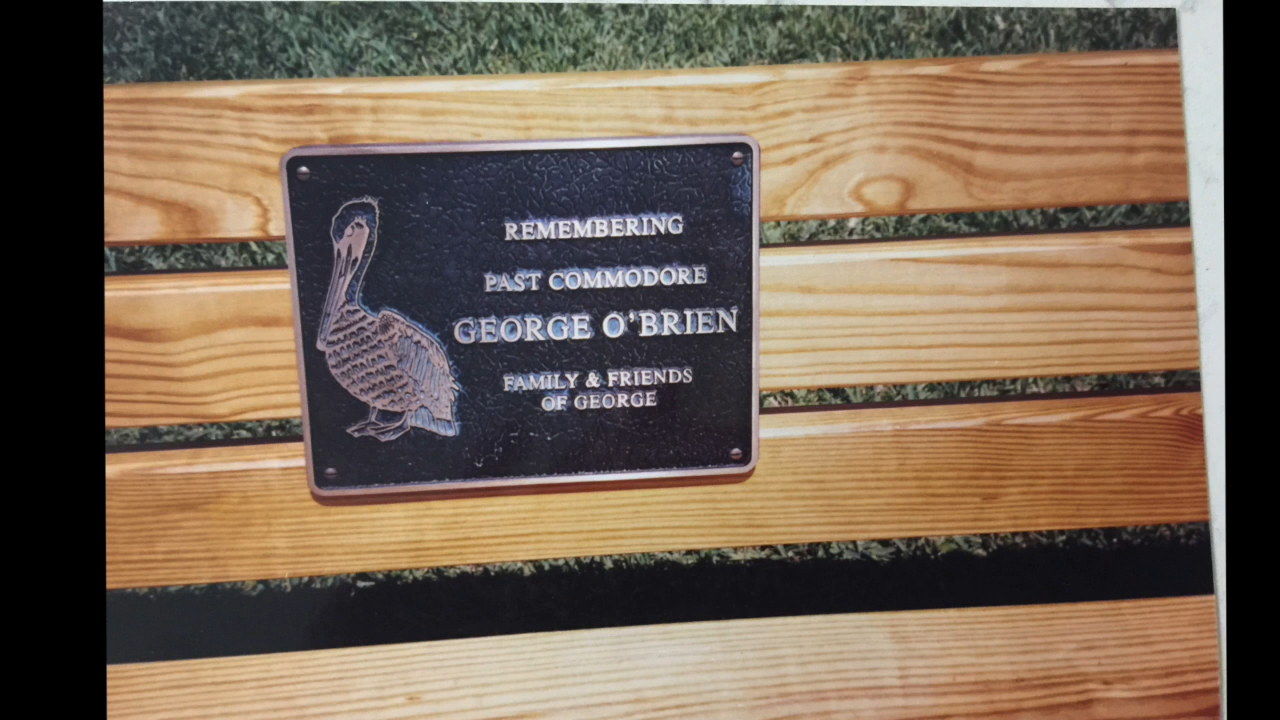 REMEMBERING
PAST COMMODORE
GEORGE O'BRIEN
FAMILY & FRIENDS
OF GEORGE